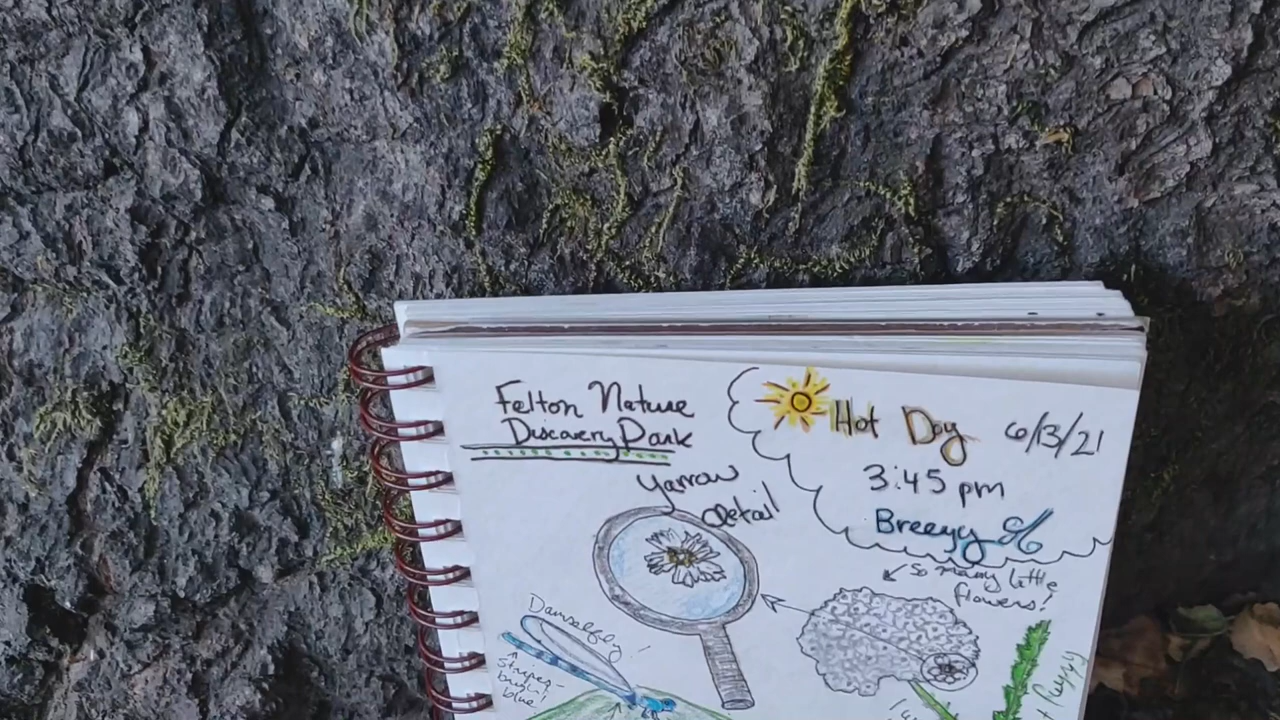 Felton Nature
Discovery Park
Hot Day
6/13/21
3:45 pm
Breezy
Yarrow
detail
so many little
flowers!
Damselfly!
Stripes-
bright
blue!